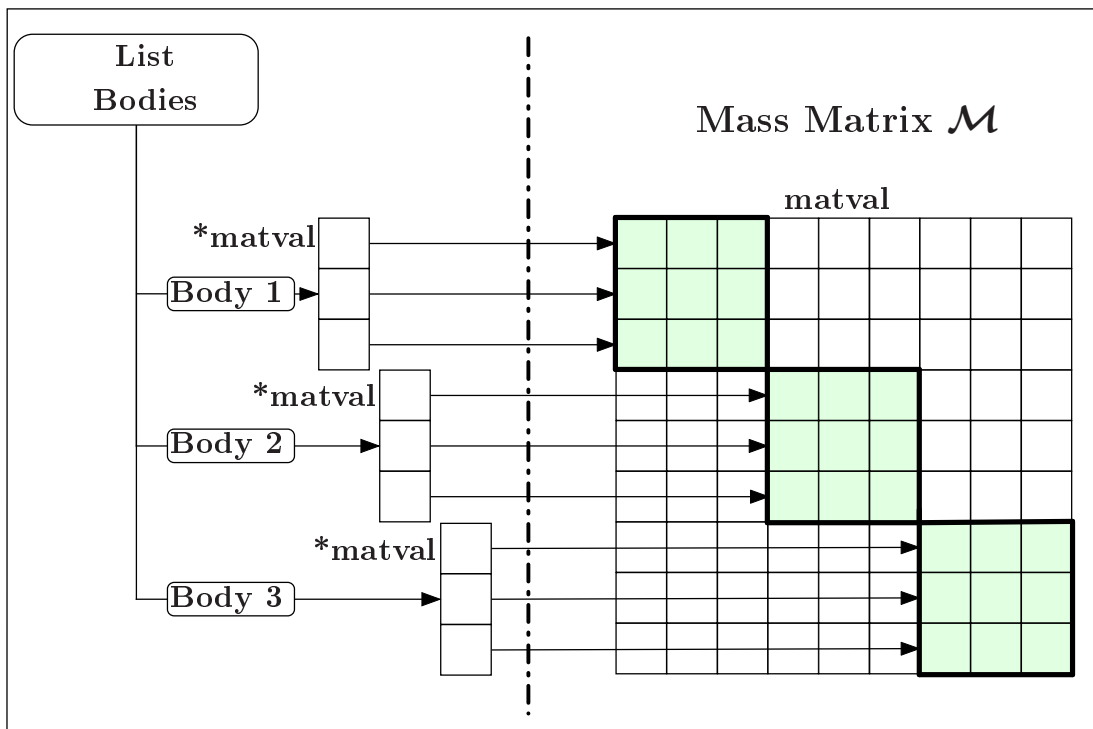 List
Bodies
Mass Matrix ℳ
matval
*matval
Body 1
*matval
Body 2
*matval
Body 3